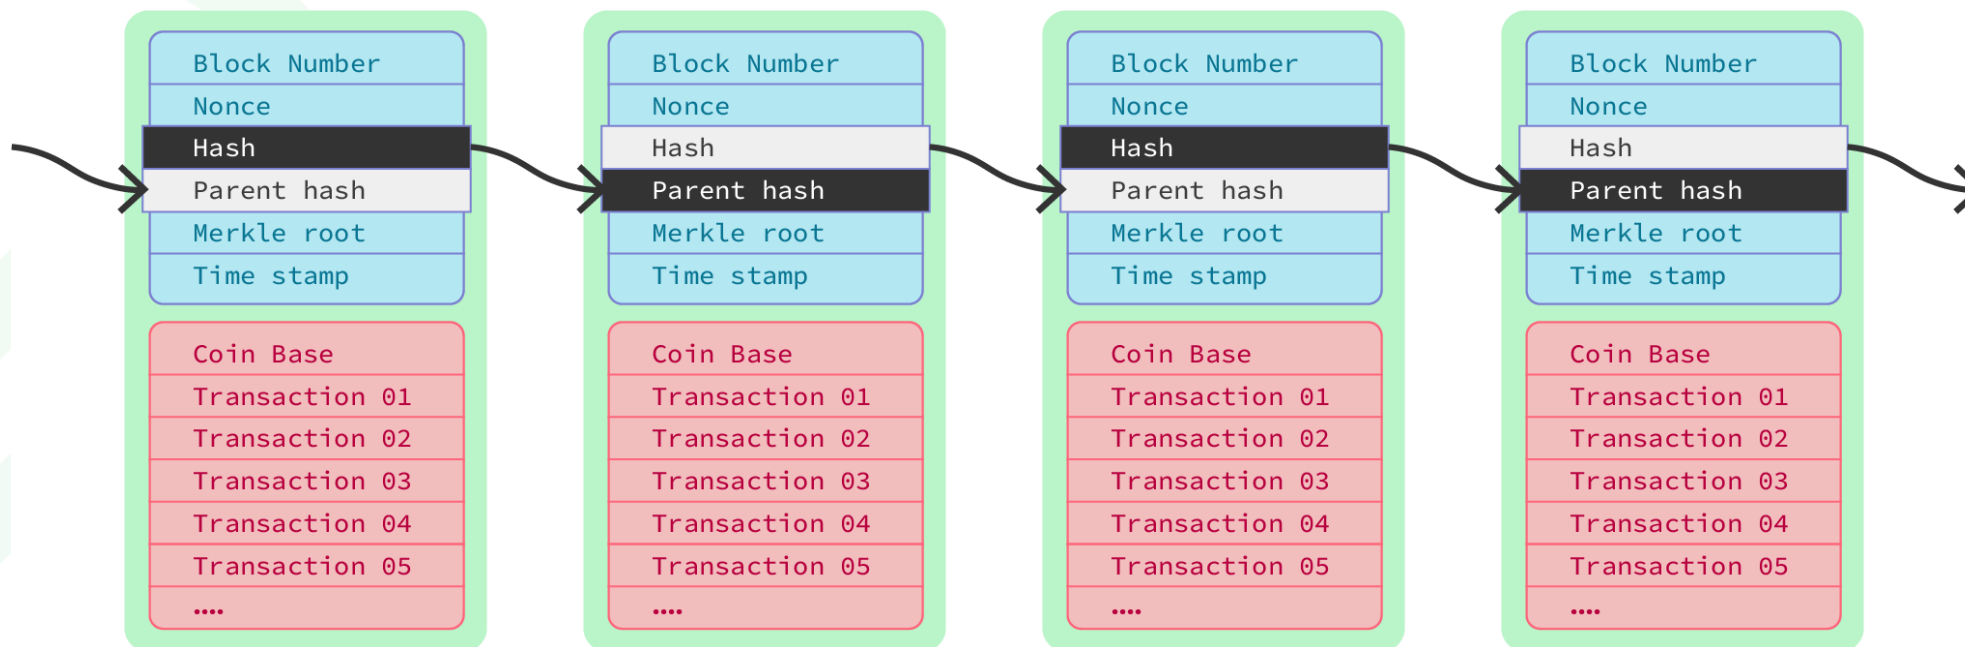 Block Number
Nonce
Hash
Parent hash
Merkle root
Time stamp
Coin Base
Transaction 01
Transaction 02
Transaction 03
Transaction 04
Transaction 05
....
Block Number
Nonce
Hash
Parent hash
Merkle root
Time stamp
Coin Base
Transaction 01
Transaction 02
Transaction 03
Transaction 04
Transaction 05
....
Block Number
Nonce
Hash
Parent hash
Merkle root
Time stamp
Coin Base
Transaction 01
Transaction 02
Transaction 03
Transaction 04
Transaction 05
....
Block Number
Nonce
Hash
Parent hash
Merkle root
Time stamp
Coin Base
Transaction 01
Transaction 02
Transaction 03
Transaction 04
Transaction 05
....